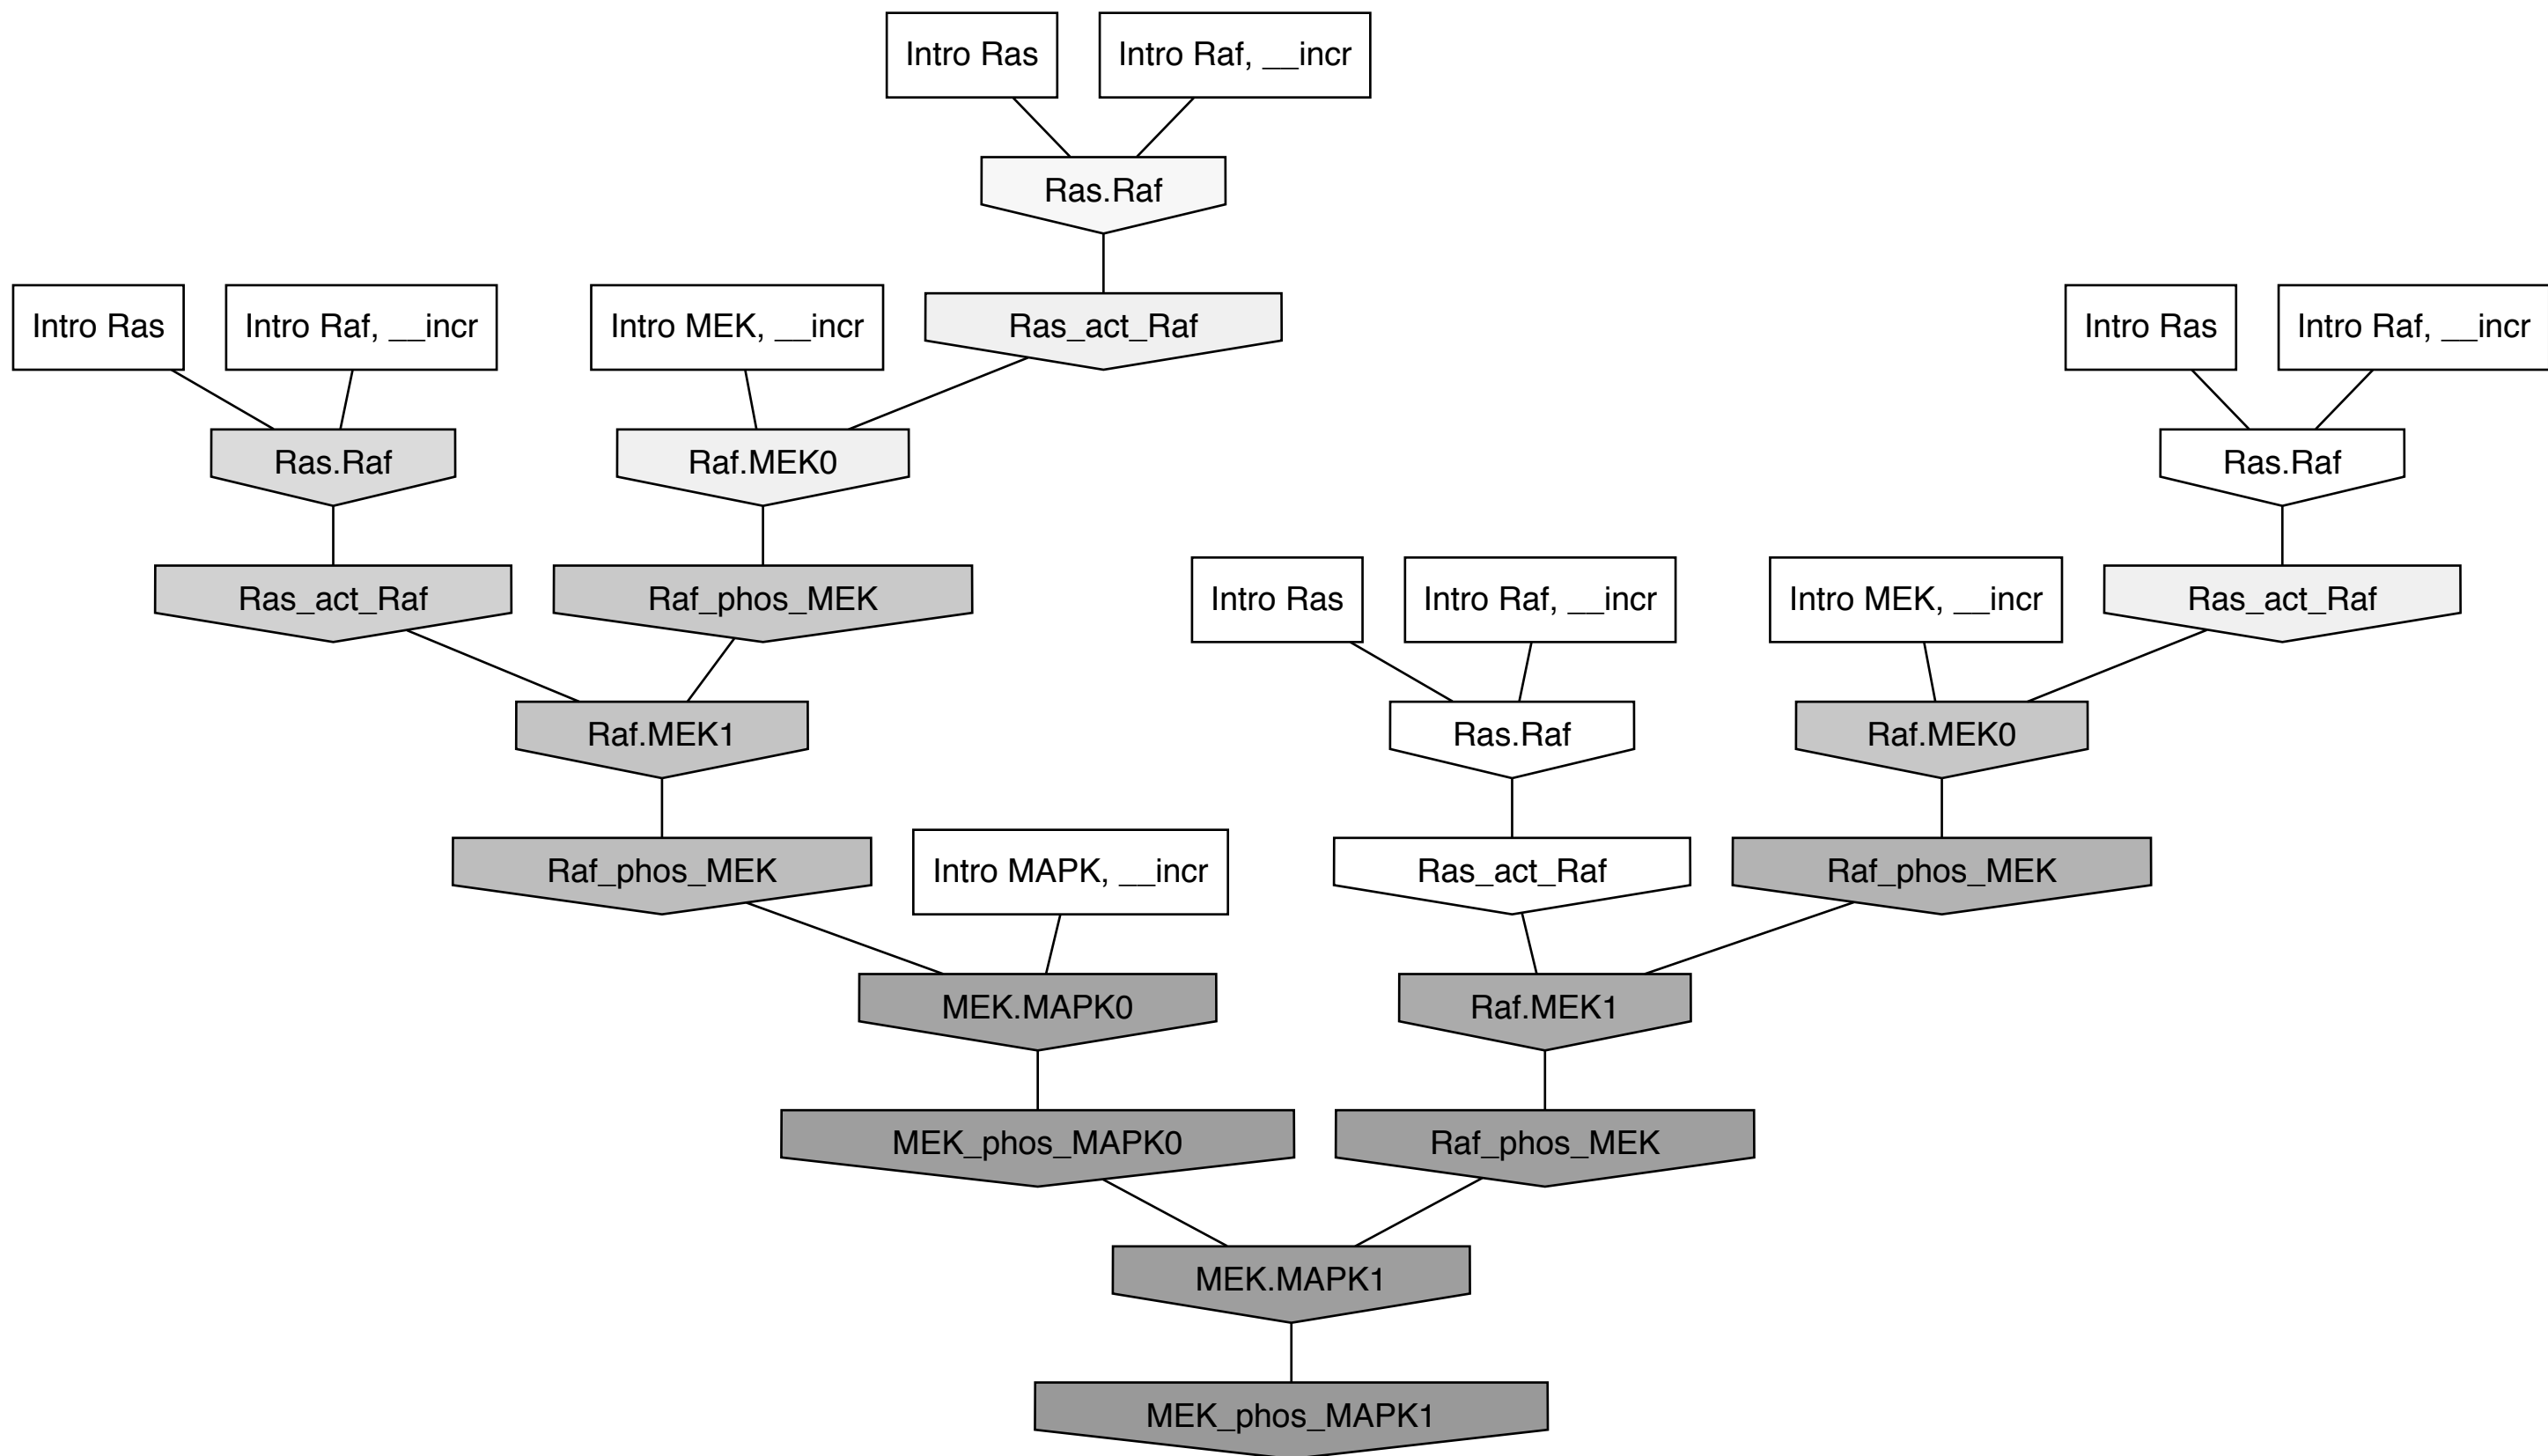 Intro Ras
Intro Raf, __incr
Ras.Raf
Intro Ras
Intro Raf, __incr
Intro MEK, __incr
Ras_act_Raf
Intro Ras
Intro Raf, __incr
Ras.Raf
Raf.MEK0
Ras.Raf
Ras_act_Raf
Raf_phos_MEK
Intro Ras
Intro Raf, __incr
Intro MEK, __incr
Ras_act_Raf
Raf.MEK1
Ras.Raf
Raf.MEK0
Raf_phos_MEK
Intro MAPK, __incr
Ras_act_Raf
Raf_phos_MEK
MEK.MAPK0
Raf.MEK1
MEK_phos_MAPK0
Raf_phos_MEK
MEK.MAPK1
MEK_phos_MAPK1